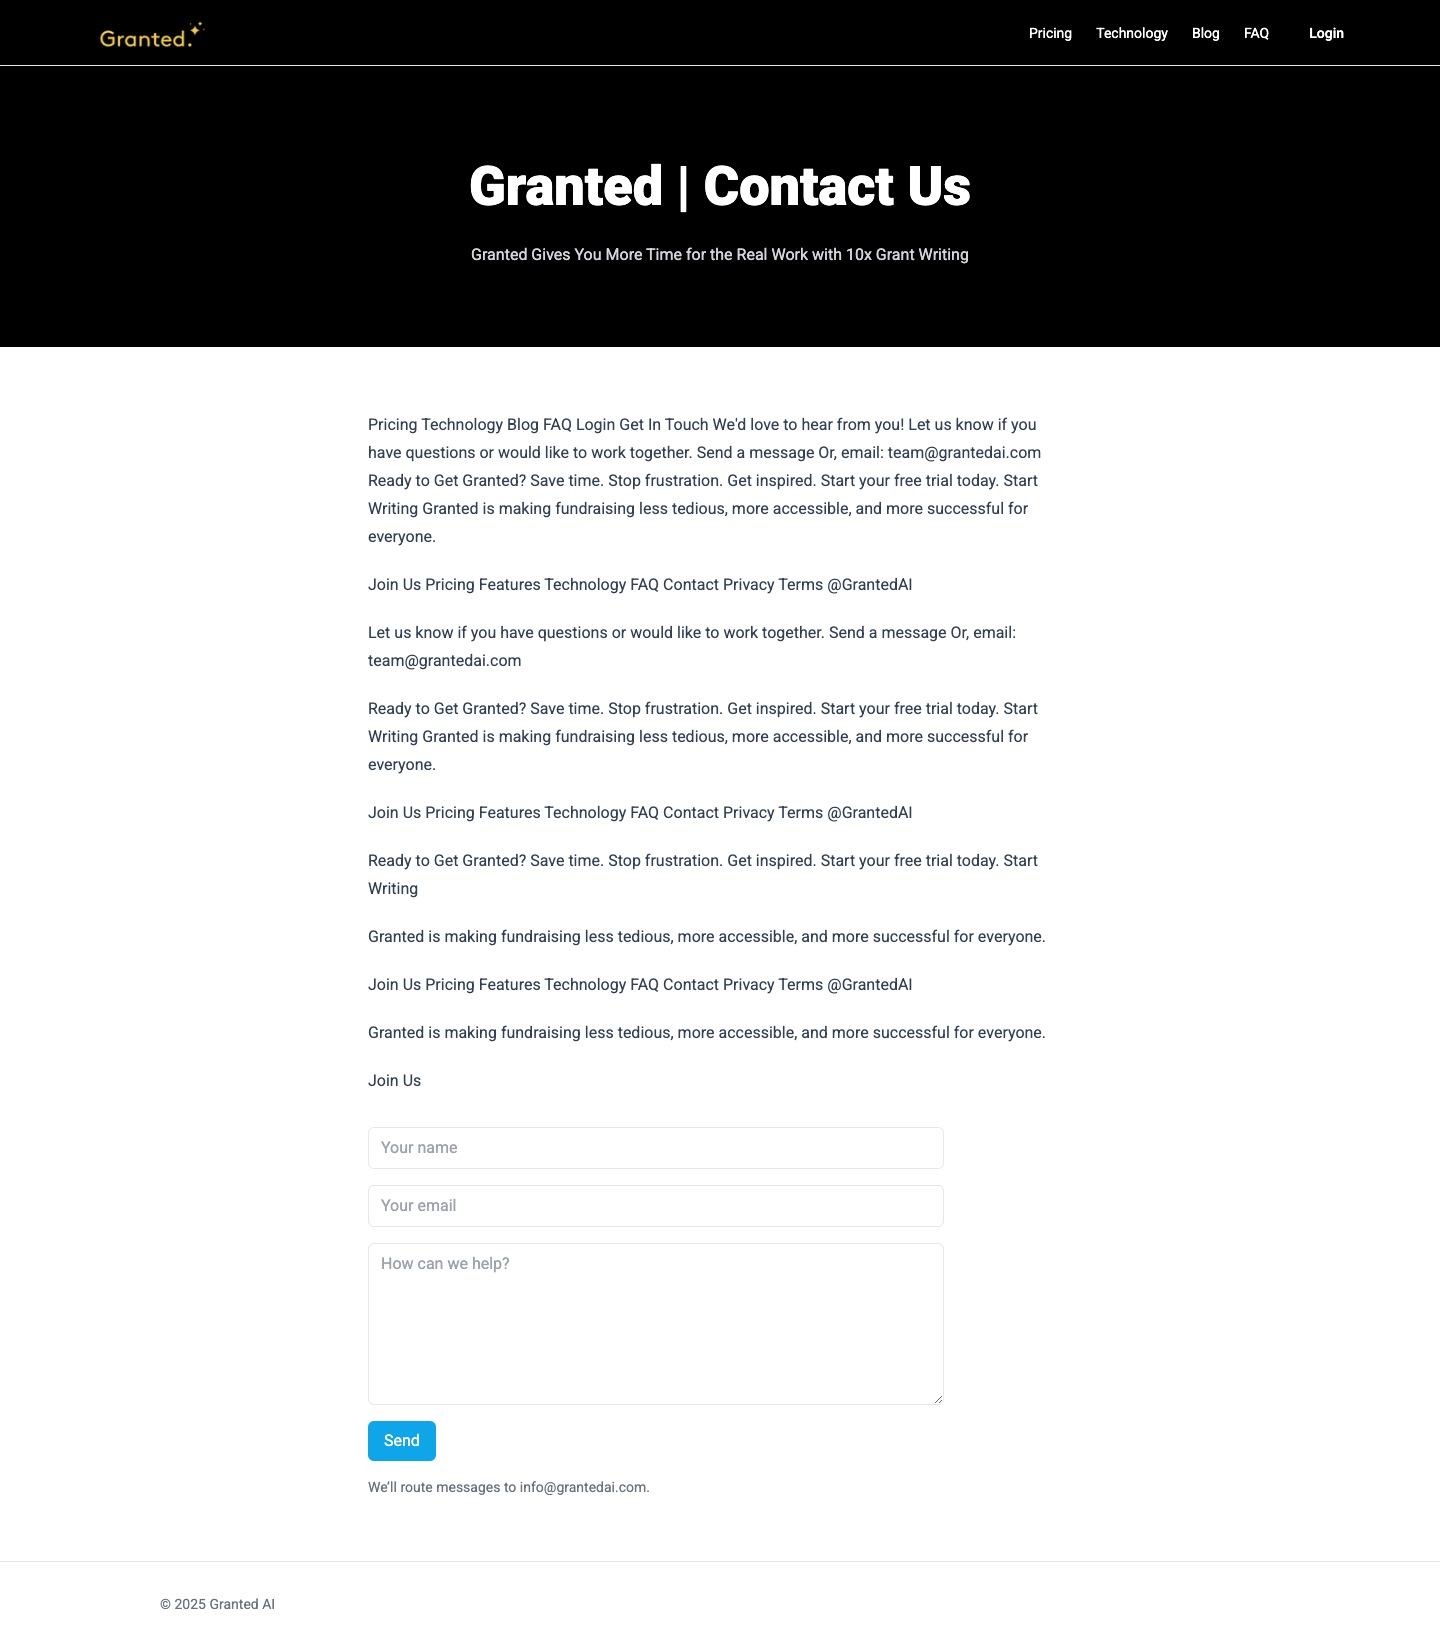 Granted.
Pricing Technology Blog FAQ Login
Granted | Contact Us
Granted Gives You More Time for the Real Work with 10x Grant Writing
Pricing Technology Blog FAQ Login Get In Touch We'd love to hear from you! Let us know if you
have questions or would like to work together. Send a message Or, email: team@grantedai.com
Ready to Get Granted? Save time. Stop frustration. Get inspired. Start your free trial today. Start
Writing Granted is making fundraising less tedious, more accessible, and more successful for
everyone.
Join Us Pricing Features Technology FAQ Contact Privacy Terms @GrantedAI
Let us know if you have questions or would like to work together. Send a message Or, email:
team@grantedai.com
Ready to Get Granted? Save time. Stop frustration. Get inspired. Start your free trial today. Start
Writing Granted is making fundraising less tedious, more accessible, and more successful for
everyone.
Join Us Pricing Features Technology FAQ Contact Privacy Terms @GrantedAI
Ready to Get Granted? Save time. Stop frustration. Get inspired. Start your free trial today. Start
Writing
Granted is making fundraising less tedious, more accessible, and more successful for everyone.
Join Us Pricing Features Technology FAQ Contact Privacy Terms @GrantedAI
Granted is making fundraising less tedious, more accessible, and more successful for everyone.
Join Us
Your name
Your email
How can we help?
Send
We’ll route messages to info@grantedai.com.
© 2025 Granted AI